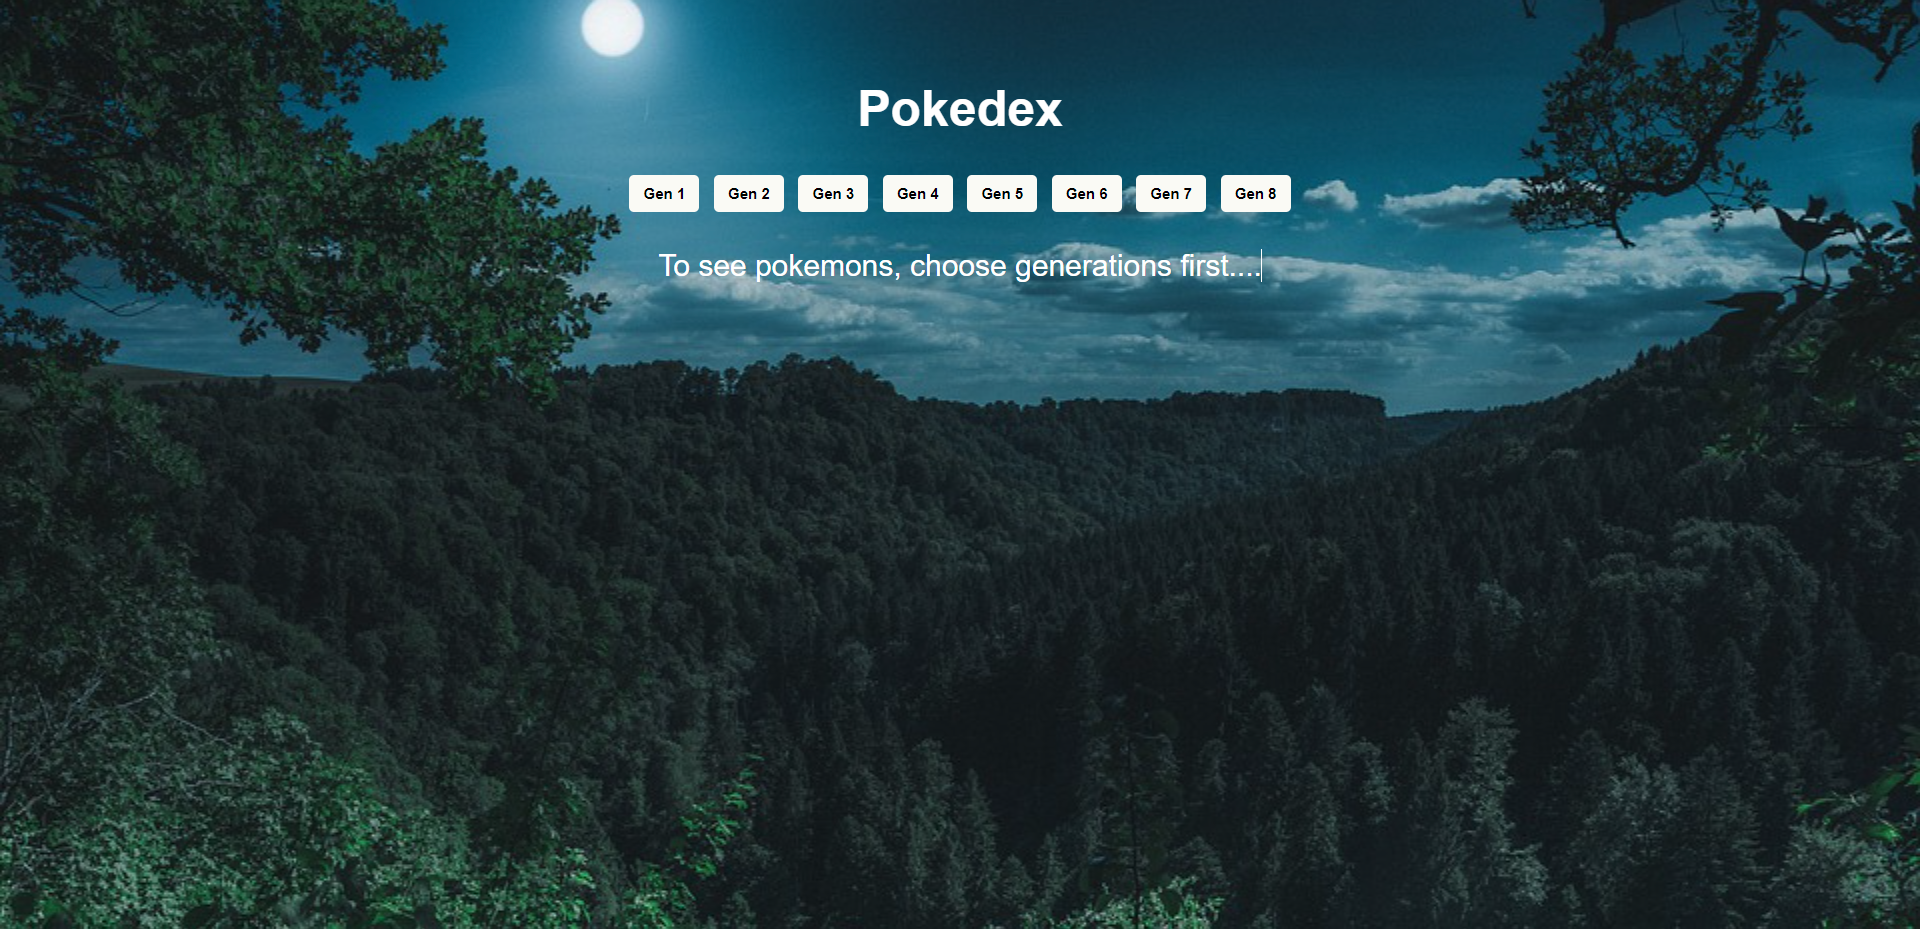 Pokedex
Gen 1 Gen 2 Gen 3 Gen 4 Gen 5 Gen 6 Gen 7 Gen 8
To see pokemons, choose generations first....